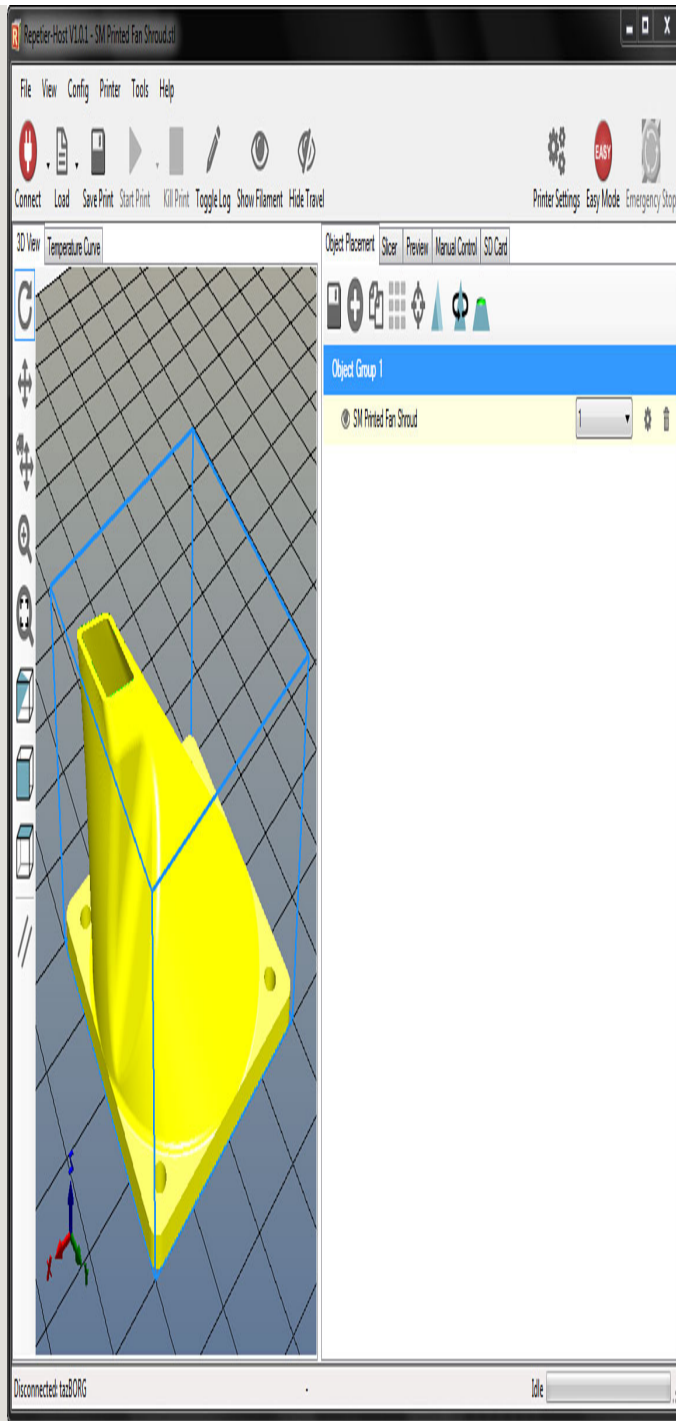 Repetier-Host V1.0.1 - SM Printed Fan Shroud.stl
File View Config Printer Tools Help
EASY
Connect Load Save Print Start Print Kill Print Toggle Log Show Filament Hide Travel Printer Settings Easy Mode Emergency Stop
3D View Temperature Curve Object Placement Slicer Preview Manual Control SD Card
Object Group 1
SM Printed Fan Shroud 1
X
Disconnected: tazBORG - Idle